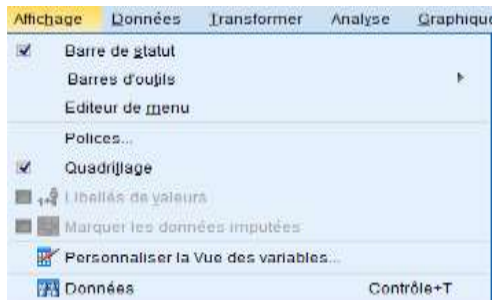 Affichage Données Transformer Analyse Graphique
Barre de statut
Barres d'outils
Editeur de menu
Polices...
Quadrillage
Libellés de valeurs
Marquer les données imputées
Personnaliser la Vue des variables...
Données Contrôle+T